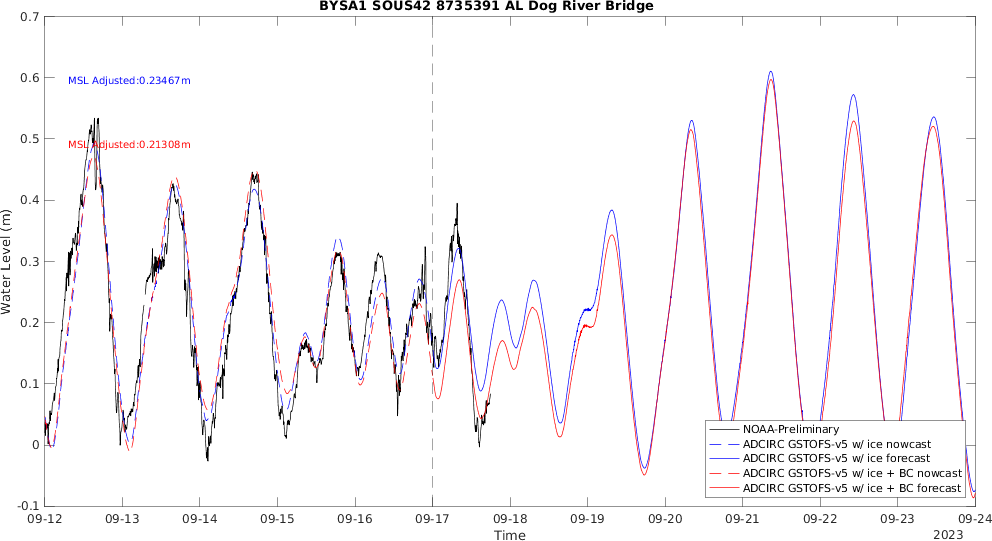 BYSA1 SOUS42 8735391 AL Dog River Bridge
0.7
0.6
0.5
0.4
0.3
0.2
0.1
0
-0.1
Water Level (m)
MSL Adjusted:0.23467m
MSL Adjusted:0.21308m
NOAA-Preliminary
ADCIRC GSTOFS-v5 w/ ice nowcast
ADCIRC GSTOFS-v5 w/ ice forecast
ADCIRC GSTOFS-v5 w/ ice + BC nowcast
ADCIRC GSTOFS-v5 w/ ice + BC forecast
09-12 09-13 09-14 09-15 09-16 09-17 09-18 09-19 09-20 09-21 09-22 09-23 09-24
Time
2023